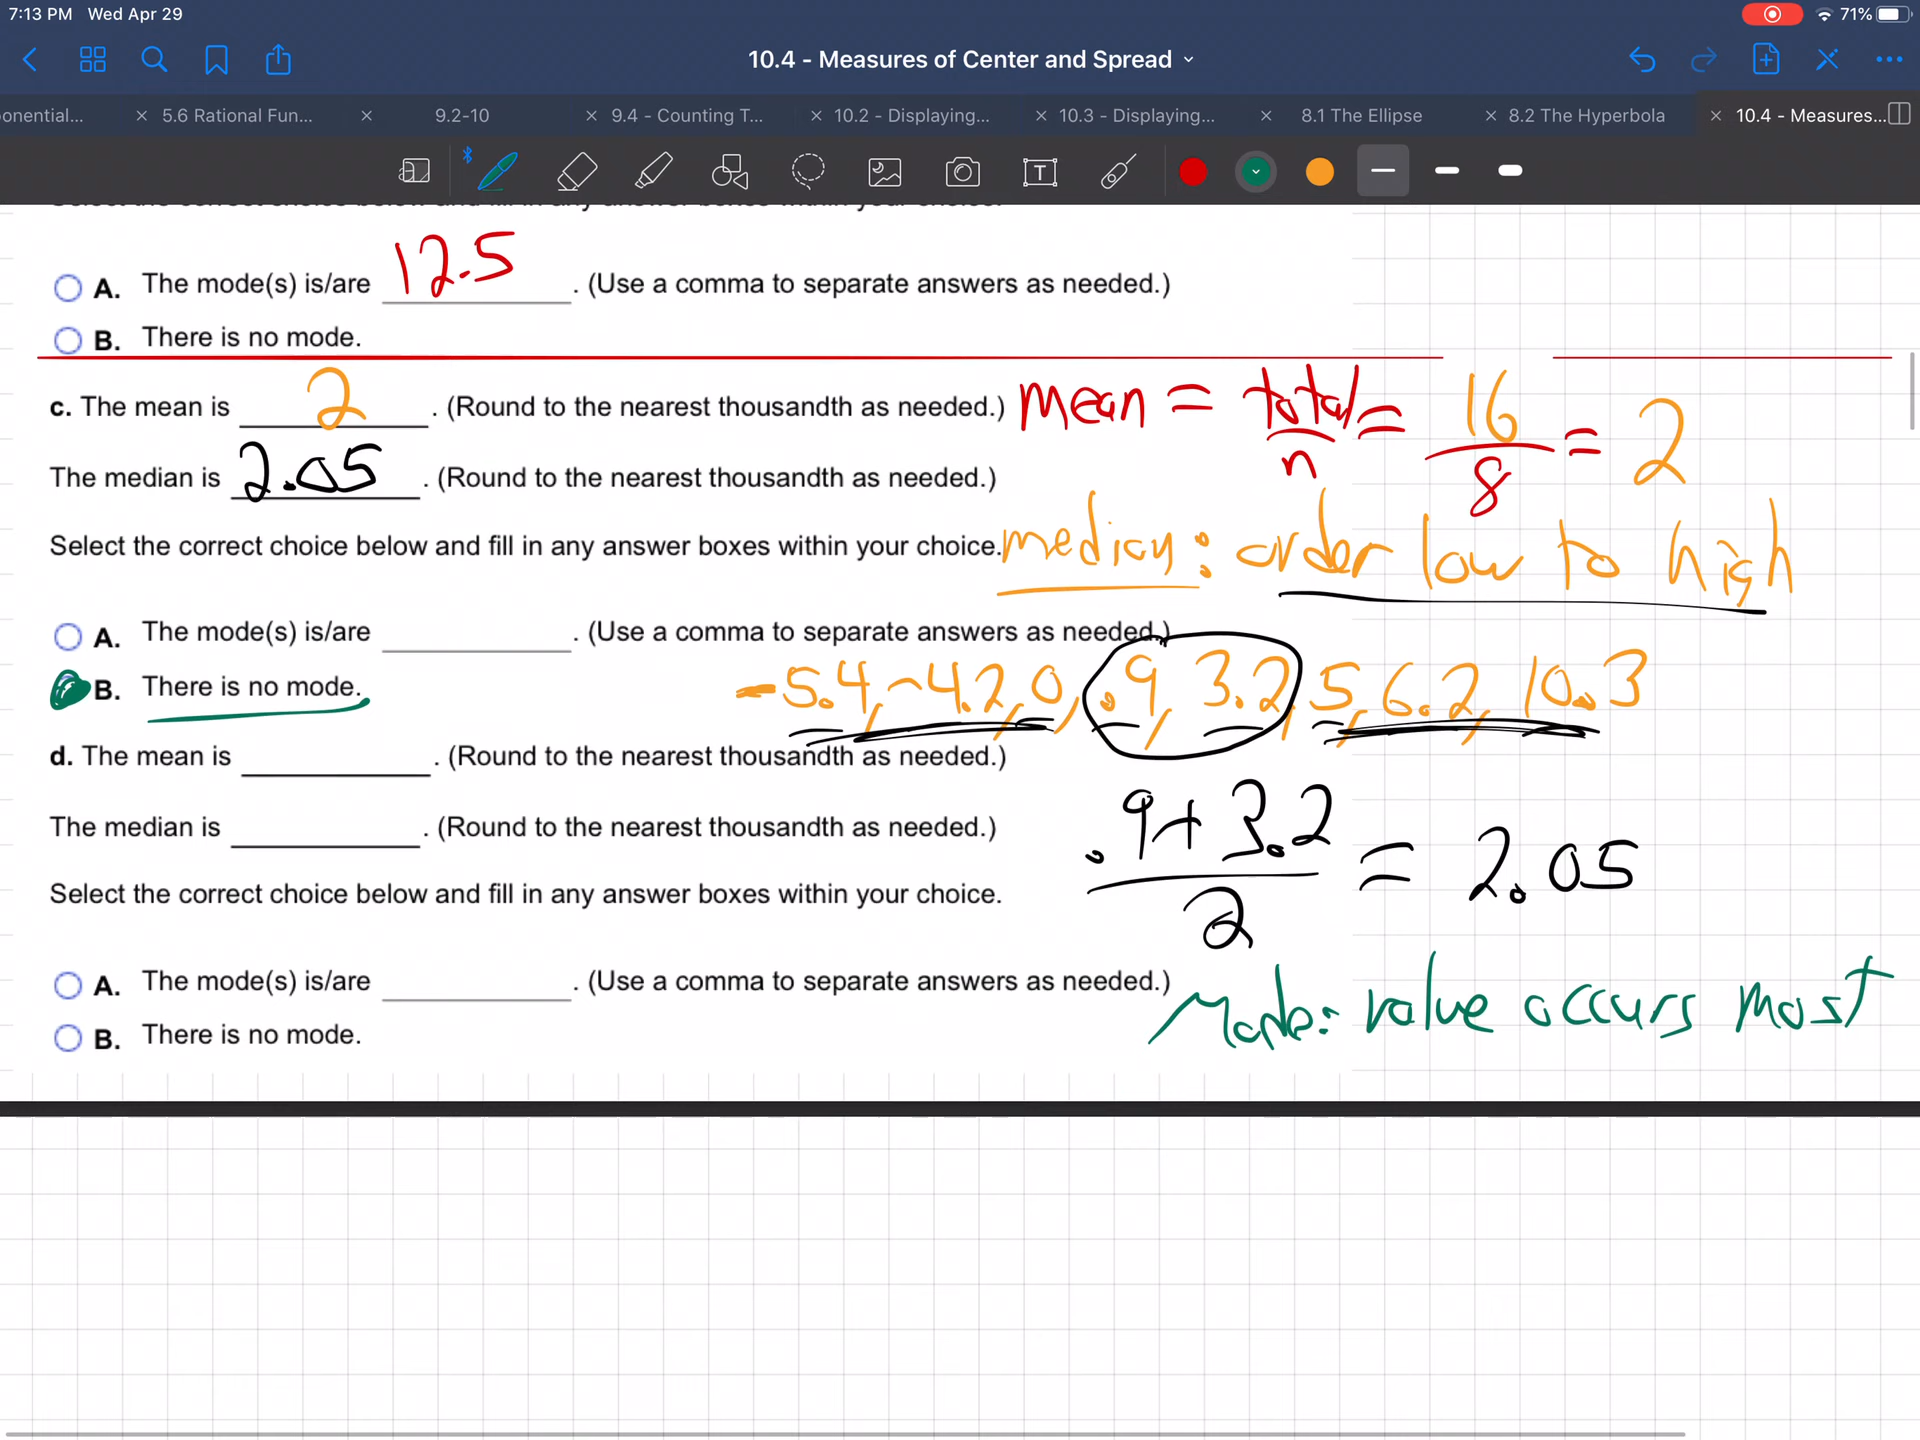 7:13 PM Wed Apr 29
71%
10.4 - Measures of Center and Spread
onential... × 5.6 Rational Fun... × 9.2-10 × 9.4 - Counting T... × 10.2 - Displaying... × 10.3 - Displaying... × 8.1 The Ellipse × 8.2 The Hyperbola × 10.4 - Measures...
T
A. The mode(s) is/are 12.5. (Use a comma to separate answers as needed.)
B. There is no mode.
c. The mean is 2. (Round to the nearest thousandth as needed.) mean = total/n = 16/8 = 2
The median is 2.05. (Round to the nearest thousandth as needed.)
Select the correct choice below and fill in any answer boxes within your choice. median: order low to high
A. The mode(s) is/are ____. (Use a comma to separate answers as needed.)
B. There is no mode. -5.4, -4.2, 0, .9, 3.2, 5, 6.2, 10.3
d. The mean is ____. (Round to the nearest thousandth as needed.)
The median is ____. (Round to the nearest thousandth as needed.) .9+3.2/2 = 2.05
Select the correct choice below and fill in any answer boxes within your choice.
A. The mode(s) is/are ____. (Use a comma to separate answers as needed.) Mode: value occurs most
B. There is no mode.